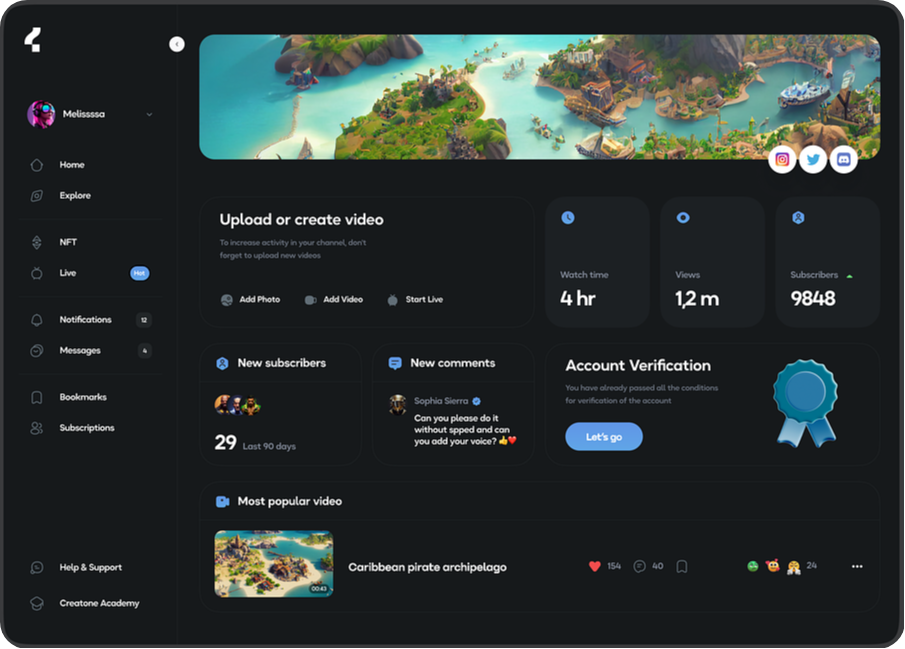 Melissssa
Home
Explore
NFT
Live
Hot
Notifications
12
Messages
4
Bookmarks
Subscriptions
Help & Support
Creatone Academy
Upload or create video
To increase activity in your channel, don't
forget to upload new videos
Add Photo
Add Video
Start Live
Watch time
4 hr
Views
1,2 m
Subscribers
9848
New subscribers
29 Last 90 days
New comments
Sophia Sierra
Can you please do it
without spped and can
you add your voice? 👍❤️
Account Verification
You have already passed all the conditions
for verification of the account
Let's go
Most popular video
00:43
Caribbean pirate archipelago
154
40
24